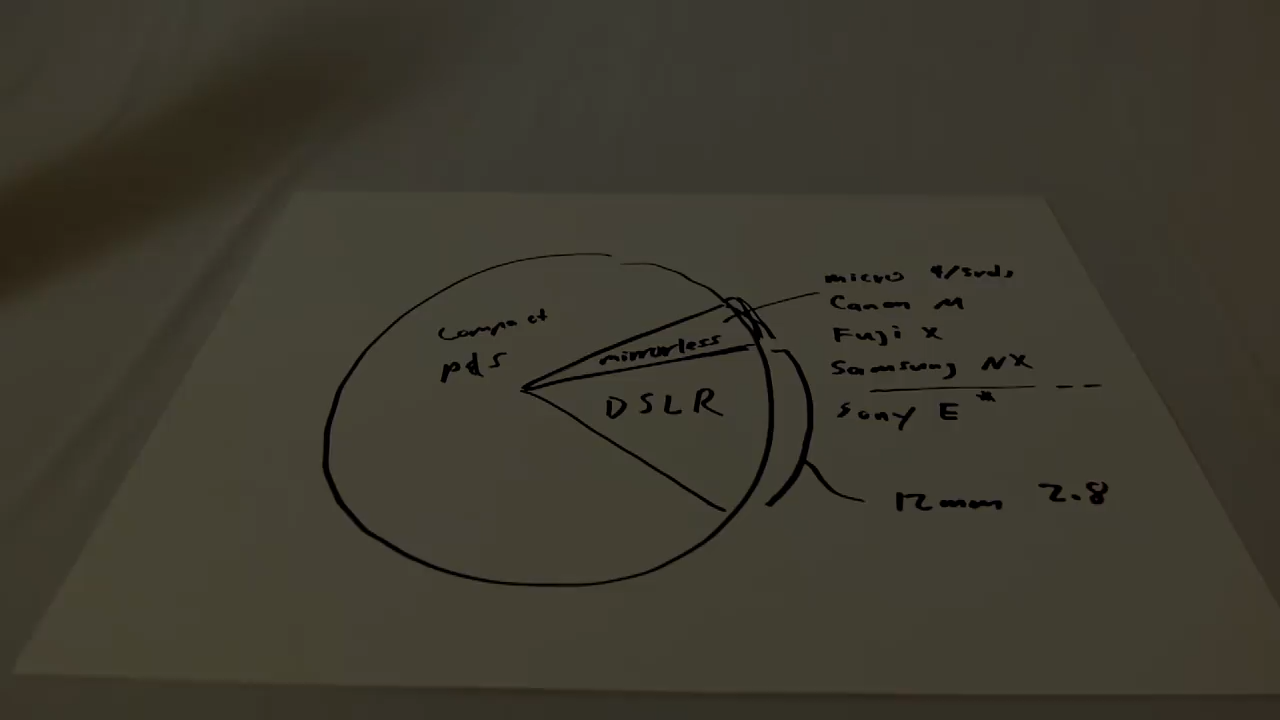 compact
pds
mirrorless
DSLR
micro 4/3rds
Canon M
Fuji X
Samsung NX
Sony E *
12mm 2.8